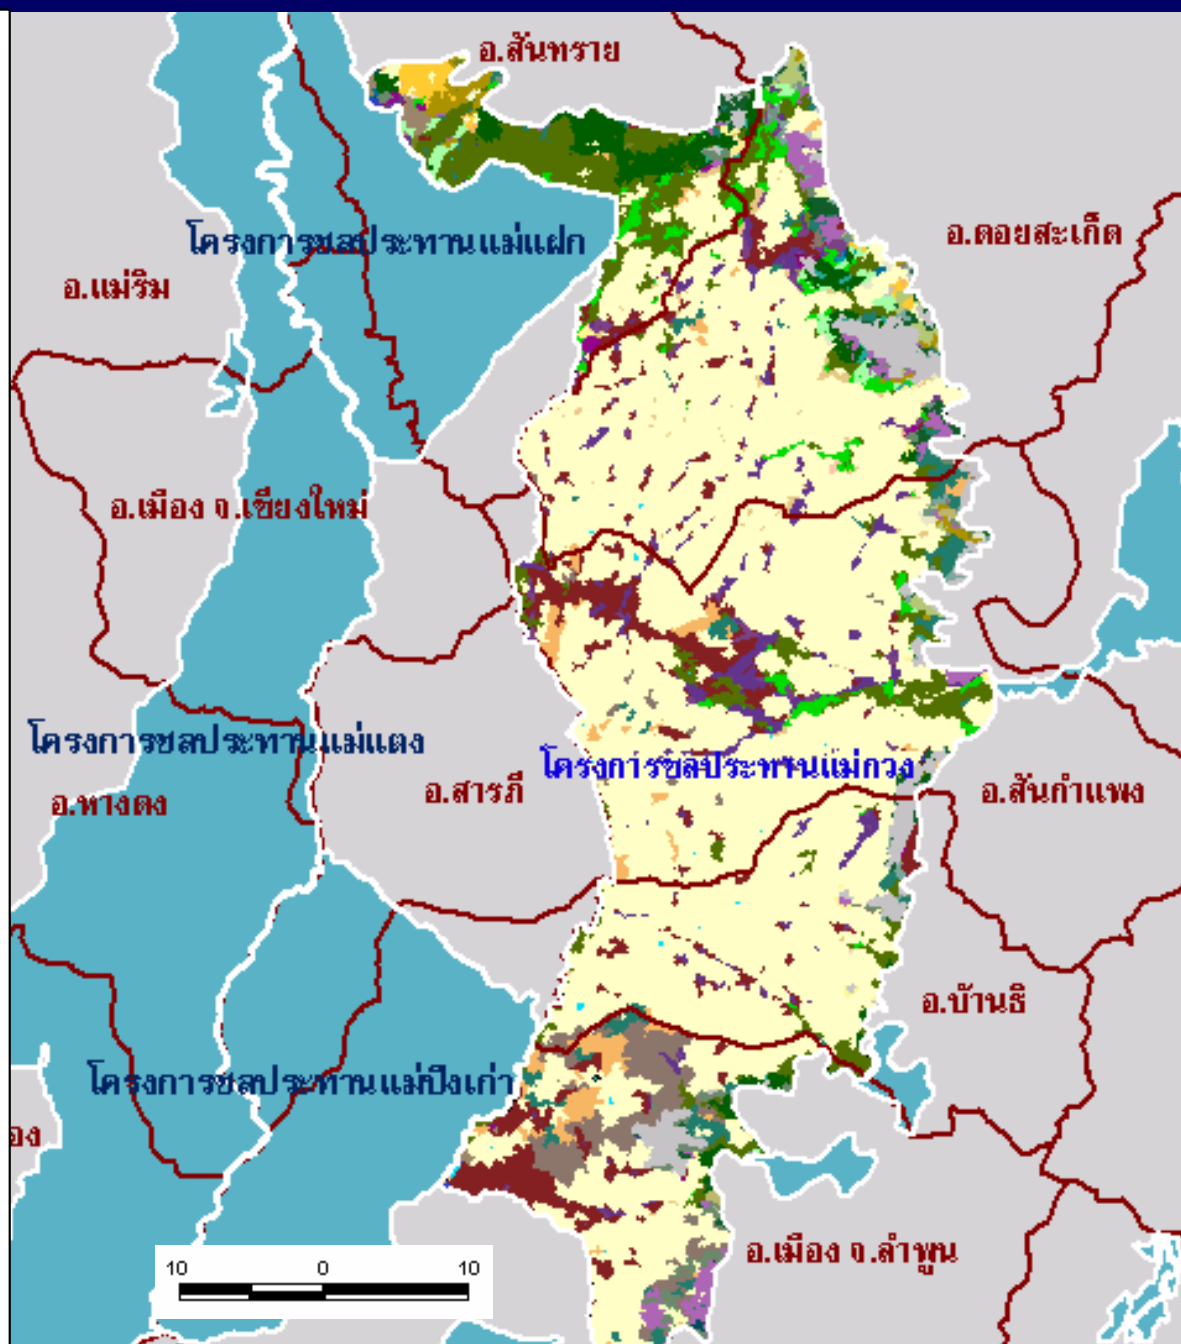 อ.สันทราย
โครงการชลประทานแม่แฝก
อ.ดอยสะเก็ด
อ.แม่ริม
อ.เมือง จ.เชียงใหม่
โครงการชลประทานแม่แตง
โครงการชลประทานแม่กวง
อ.หางดง
อ.สารภี
อ.สันกำแพง
อ.บ้านธิ
โครงการชลประทานแม่ปิงเก่า
อง
อ.เมือง จ.ลำพูน
10 0 10